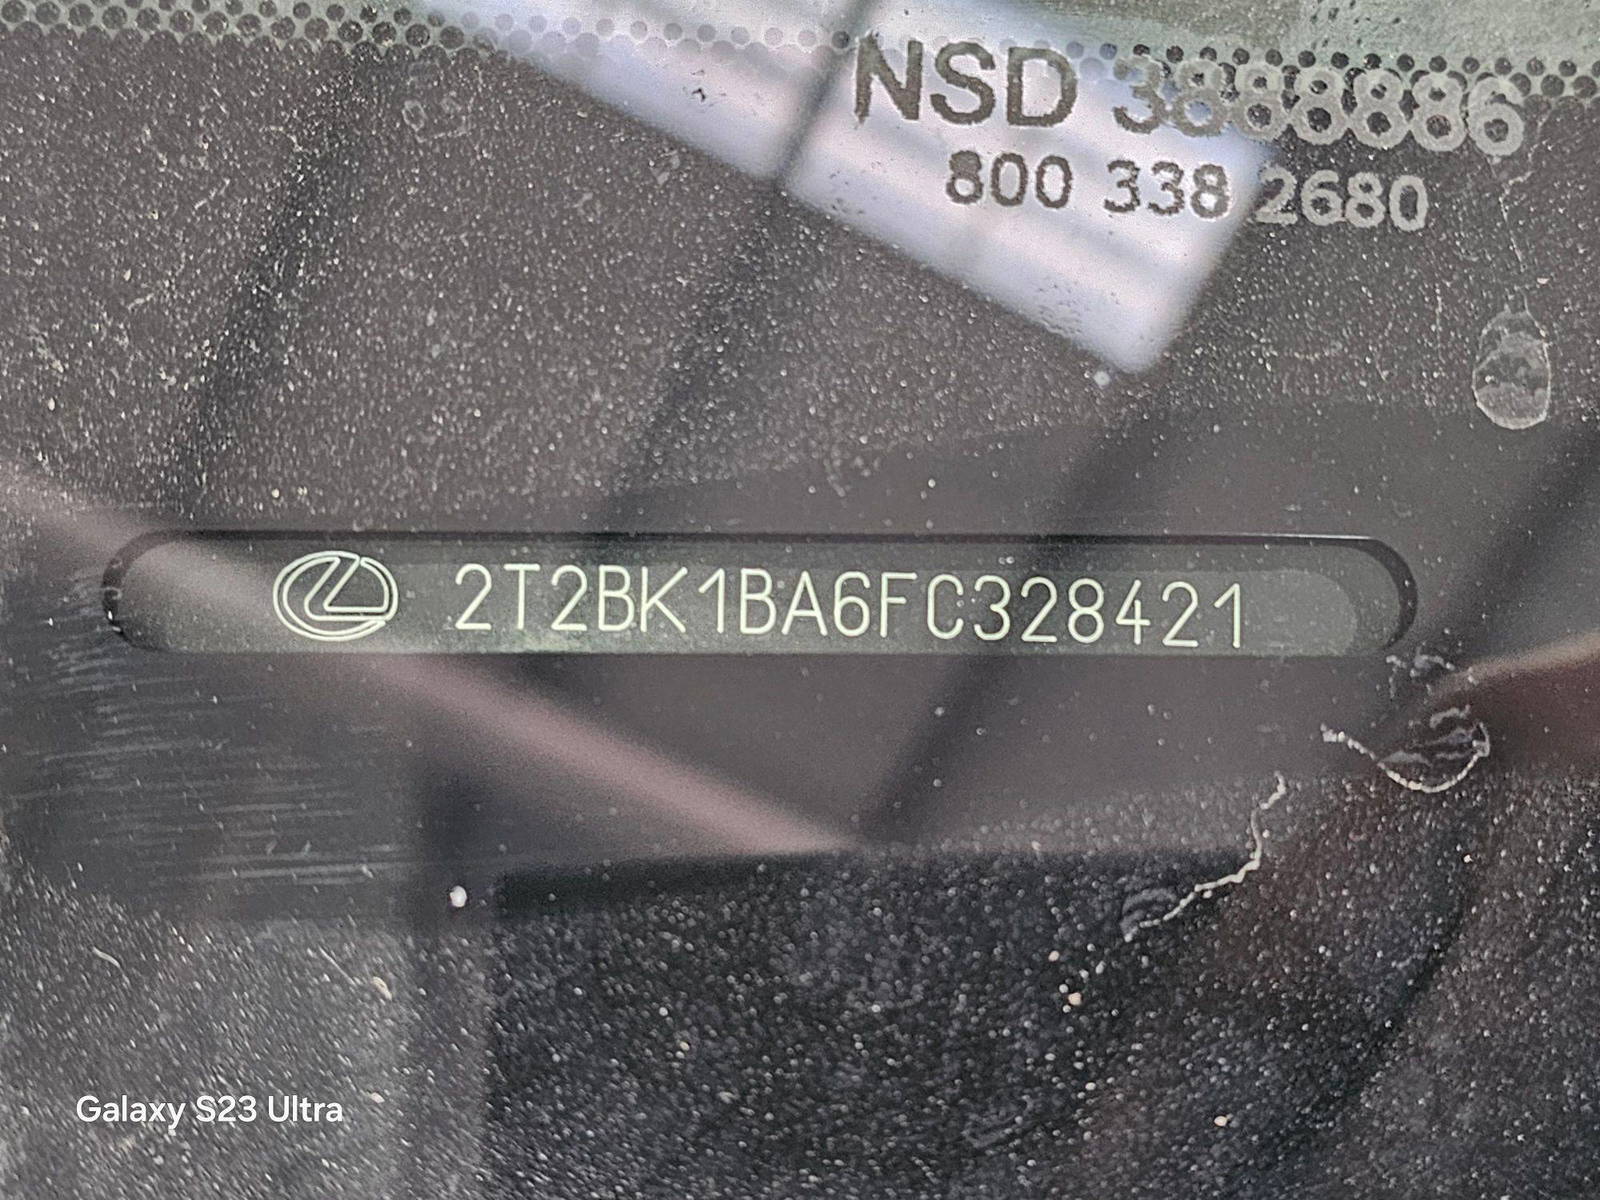 NSD 3888886
800 338 2680
2T2BK1BA6FC328421
Galaxy S23 Ultra